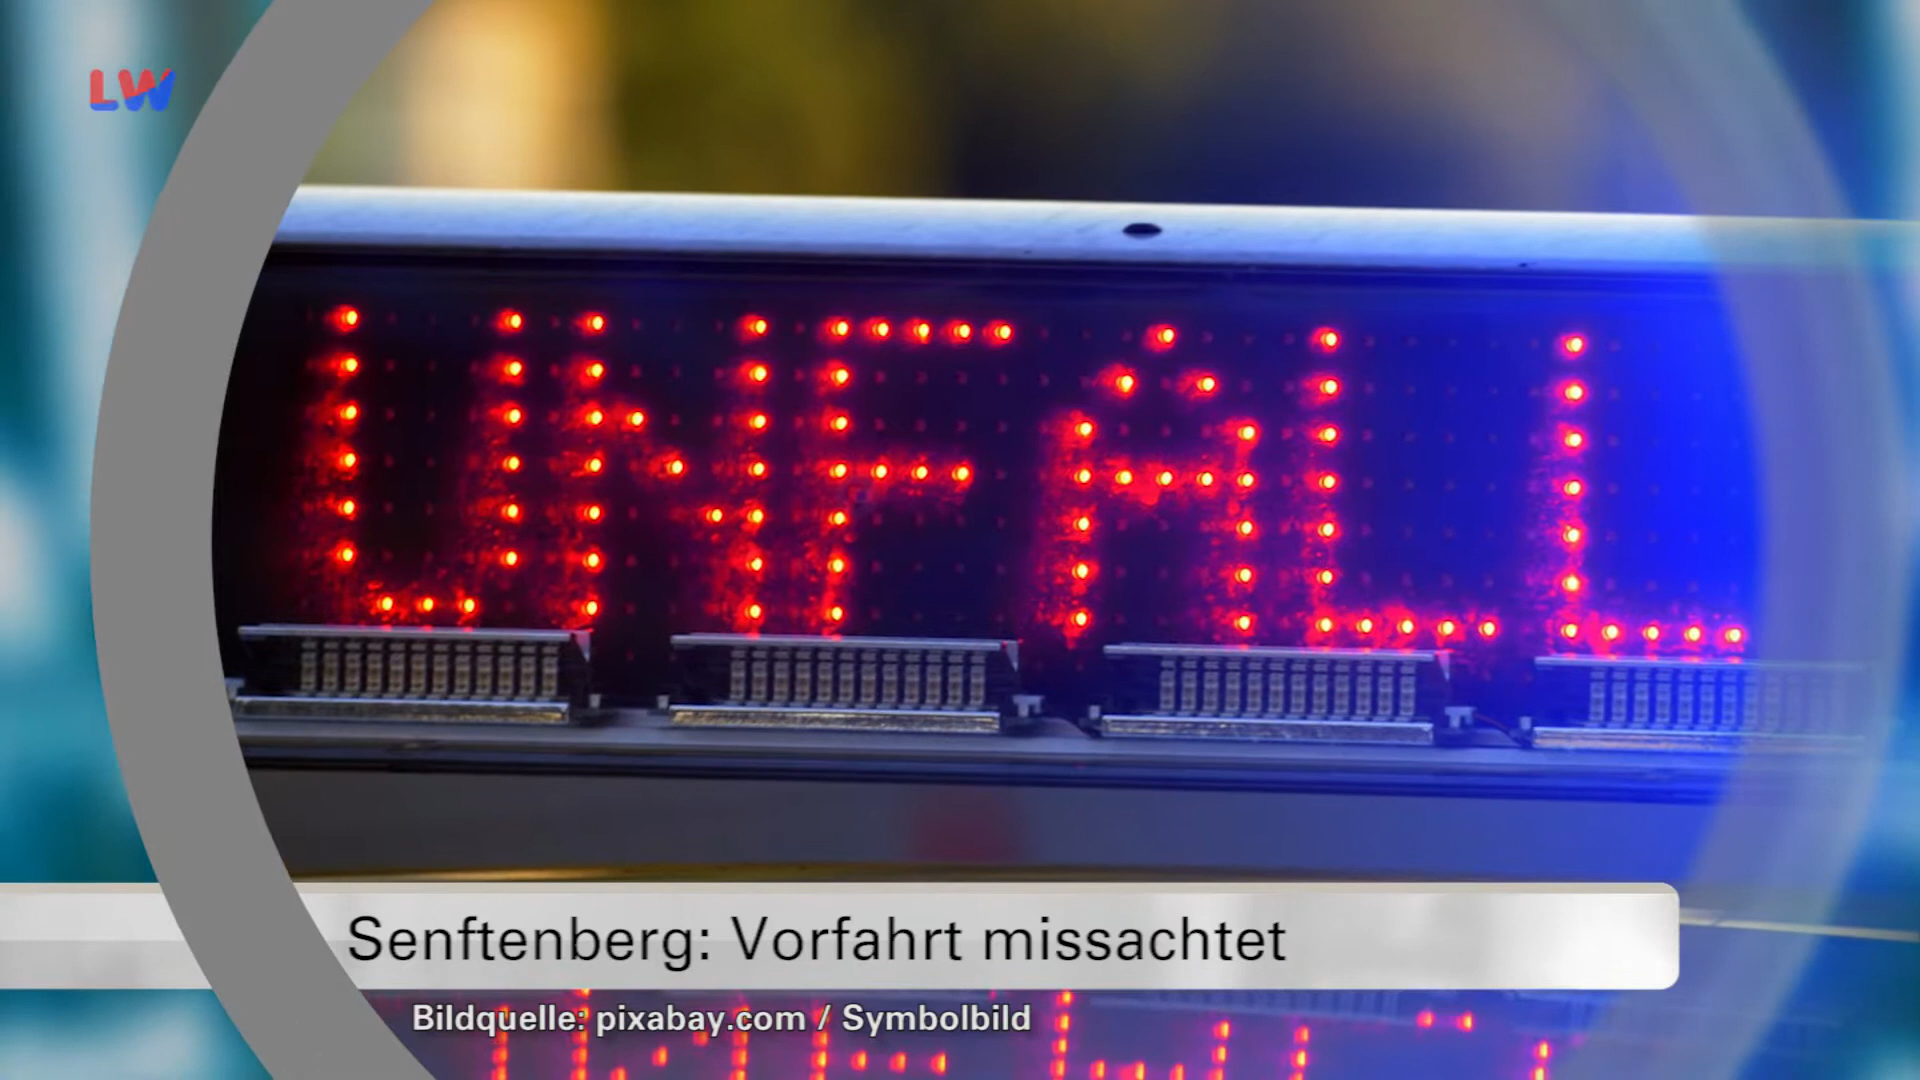 LW
UNFALL
Senftenberg: Vorfahrt missachtet
Bildquelle: pixabay.com / Symbolbild